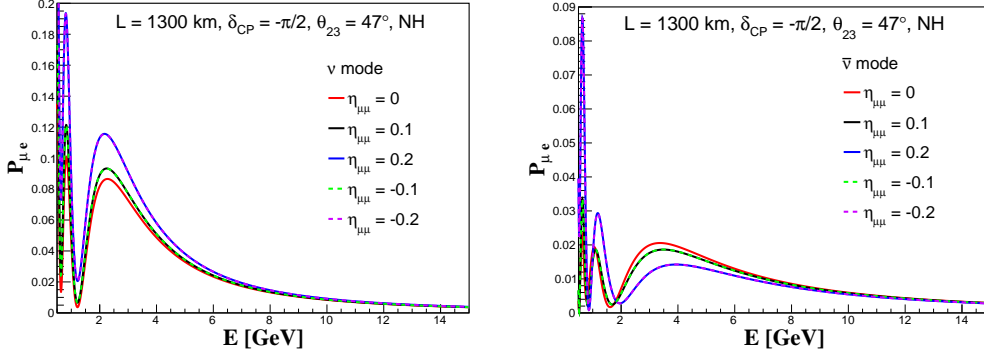 L = 1300 km, δCP = -π/2, θ23 = 47°, NH
ν mode
ημμ = 0
ημμ = 0.1
ημμ = 0.2
ημμ = -0.1
ημμ = -0.2
Pμe
0.2
0.18
0.16
0.14
0.12
0.1
0.08
0.06
0.04
0.02
0
2 4 6 8 10 12 14
E [GeV]
L = 1300 km, δCP = -π/2, θ23 = 47°, NH
ν̅ mode
ημμ = 0
ημμ = 0.1
ημμ = 0.2
ημμ = -0.1
ημμ = -0.2
Pμe
0.09
0.08
0.07
0.06
0.05
0.04
0.03
0.02
0.01
0
2 4 6 8 10 12 14
E [GeV]